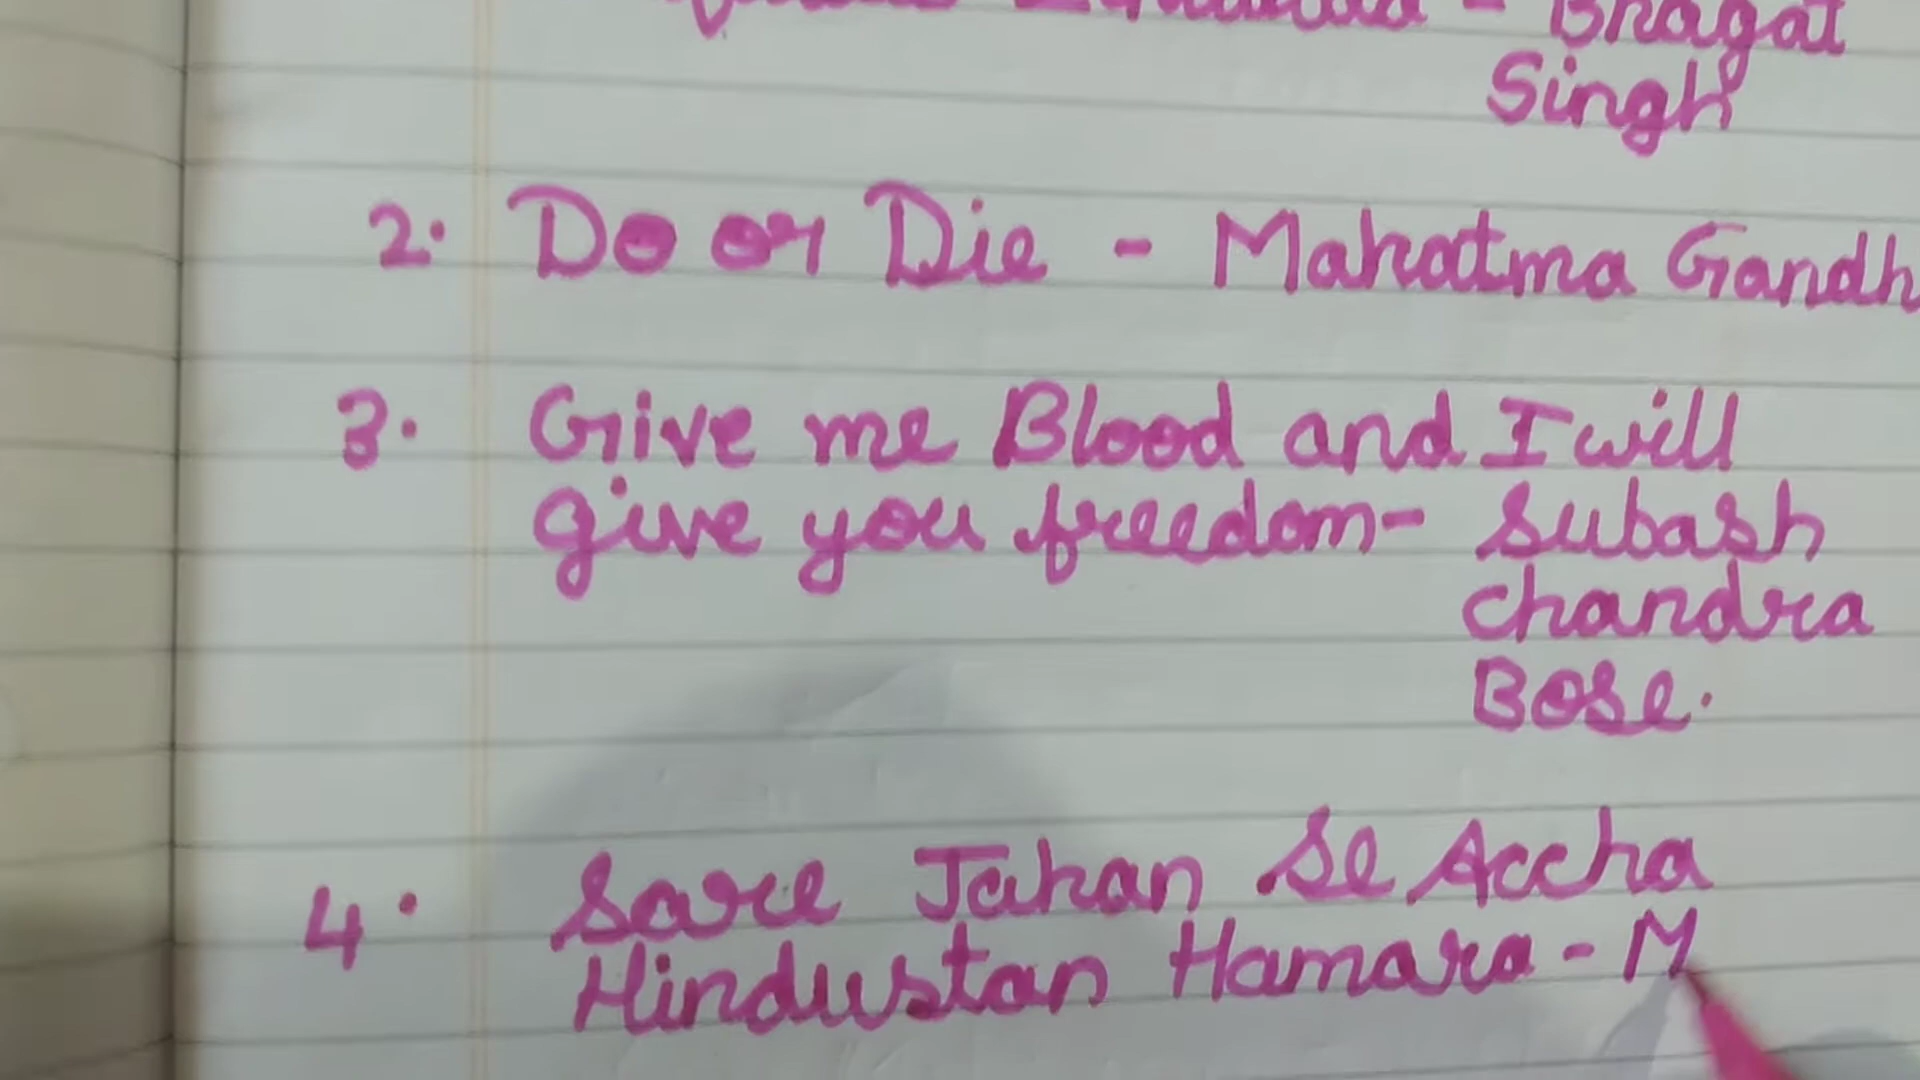 - Bhagat
Singh
2. Do or Die - Mahatma Gandh
3. Give me Blood and I will
give you freedom- Subash
Chandra
Bose.
4. Sare Jahan Se Accha
Hindustan Hamara - M